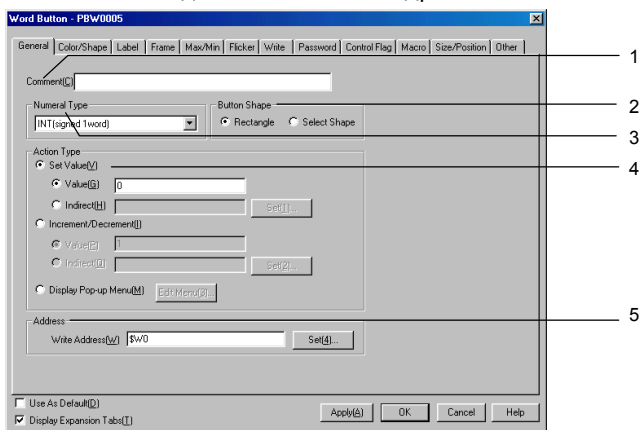 Word Button - PBW0005
General Color/Shape Label Frame Max/Min Flicker Write Password Control Flag Macro Size/Position Other
1
Comment(C)
Numeral Type
Button Shape
2
INT(signed 1word)
Rectangle Select Shape
3
Action Type
Set Value(V)
4
Value(G) 0
Indirect(H) Set(1)...
Increment/Decrement(I)
Value(P) 1
Indirect(Q) Set(2)...
Display Pop-up Menu(M) Edit Menu(3)...
Address
5
Write Address(W) $W0 Set(4)...
Use As Default(D)
Display Expansion Tabs(T)
Apply(A) OK Cancel Help